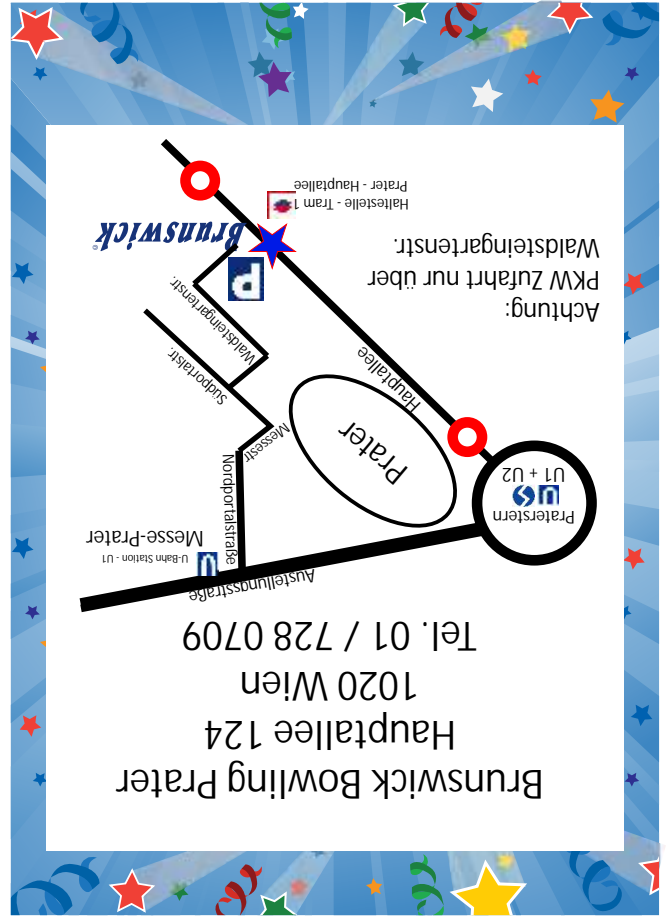 Brunswick Bowling Prater
Hauptallee 124
1020 Wien
Tel. 01 / 728 0709
Austellungsstraße
U-Bahn Station - U1
Messe-Prater
Nordportalstraße
Messestr.
Praterstern
U1 + U2
Prater
Südportalstr.
Hauptallee
Waldsteingartenstr.
Achtung:
PKW Zufahrt nur über
Waldsteingartenstr.
P
Brunswick
Haltestelle - Tram 1
Prater - Hauptallee